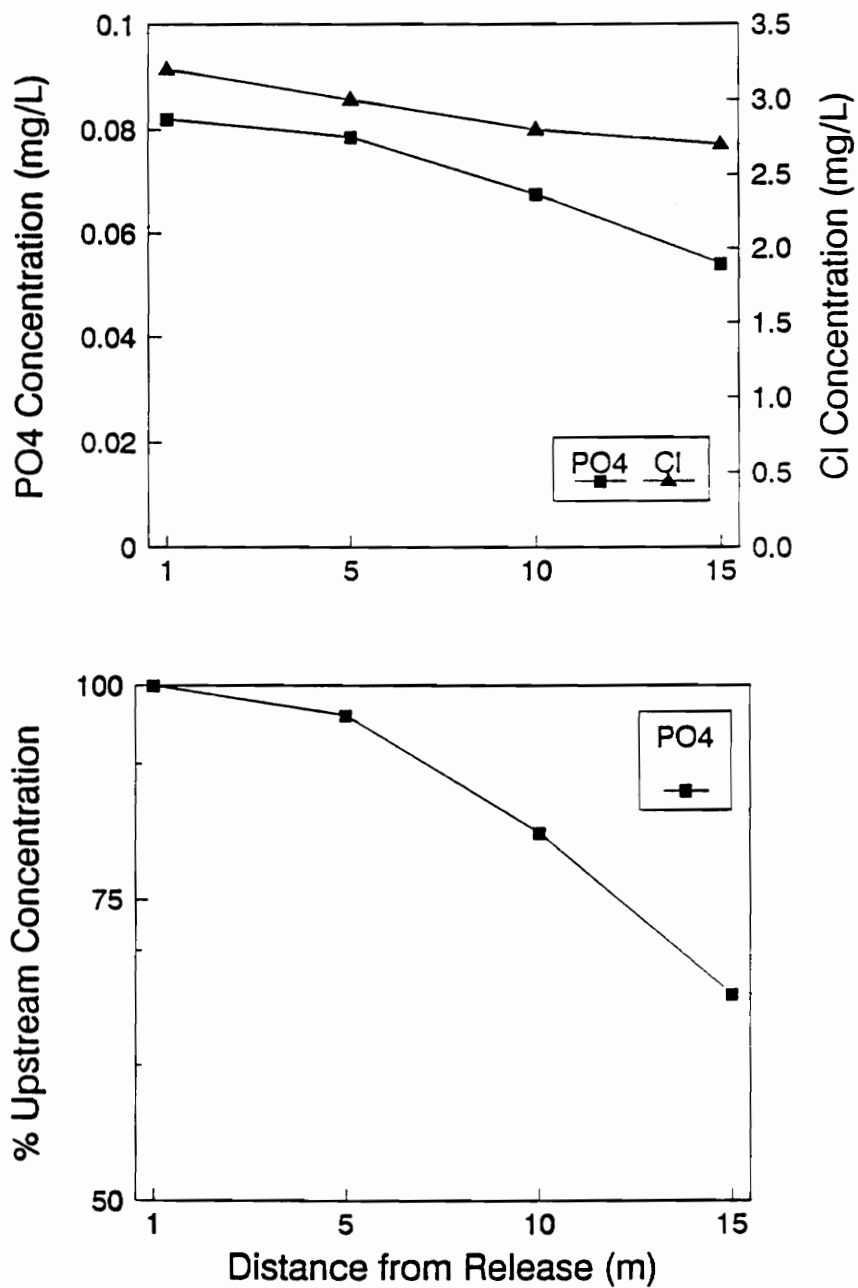 PO4 Concentration (mg/L)
0.1
0.08
0.06
0.04
0.02
0
3.5
3.0
2.5
2.0
1.5
1.0
0.5
0.0
Cl Concentration (mg/L)
PO4 Cl
1 5 10 15
% Upstream Concentration
100
75
50
PO4
1 5 10 15
Distance from Release (m)